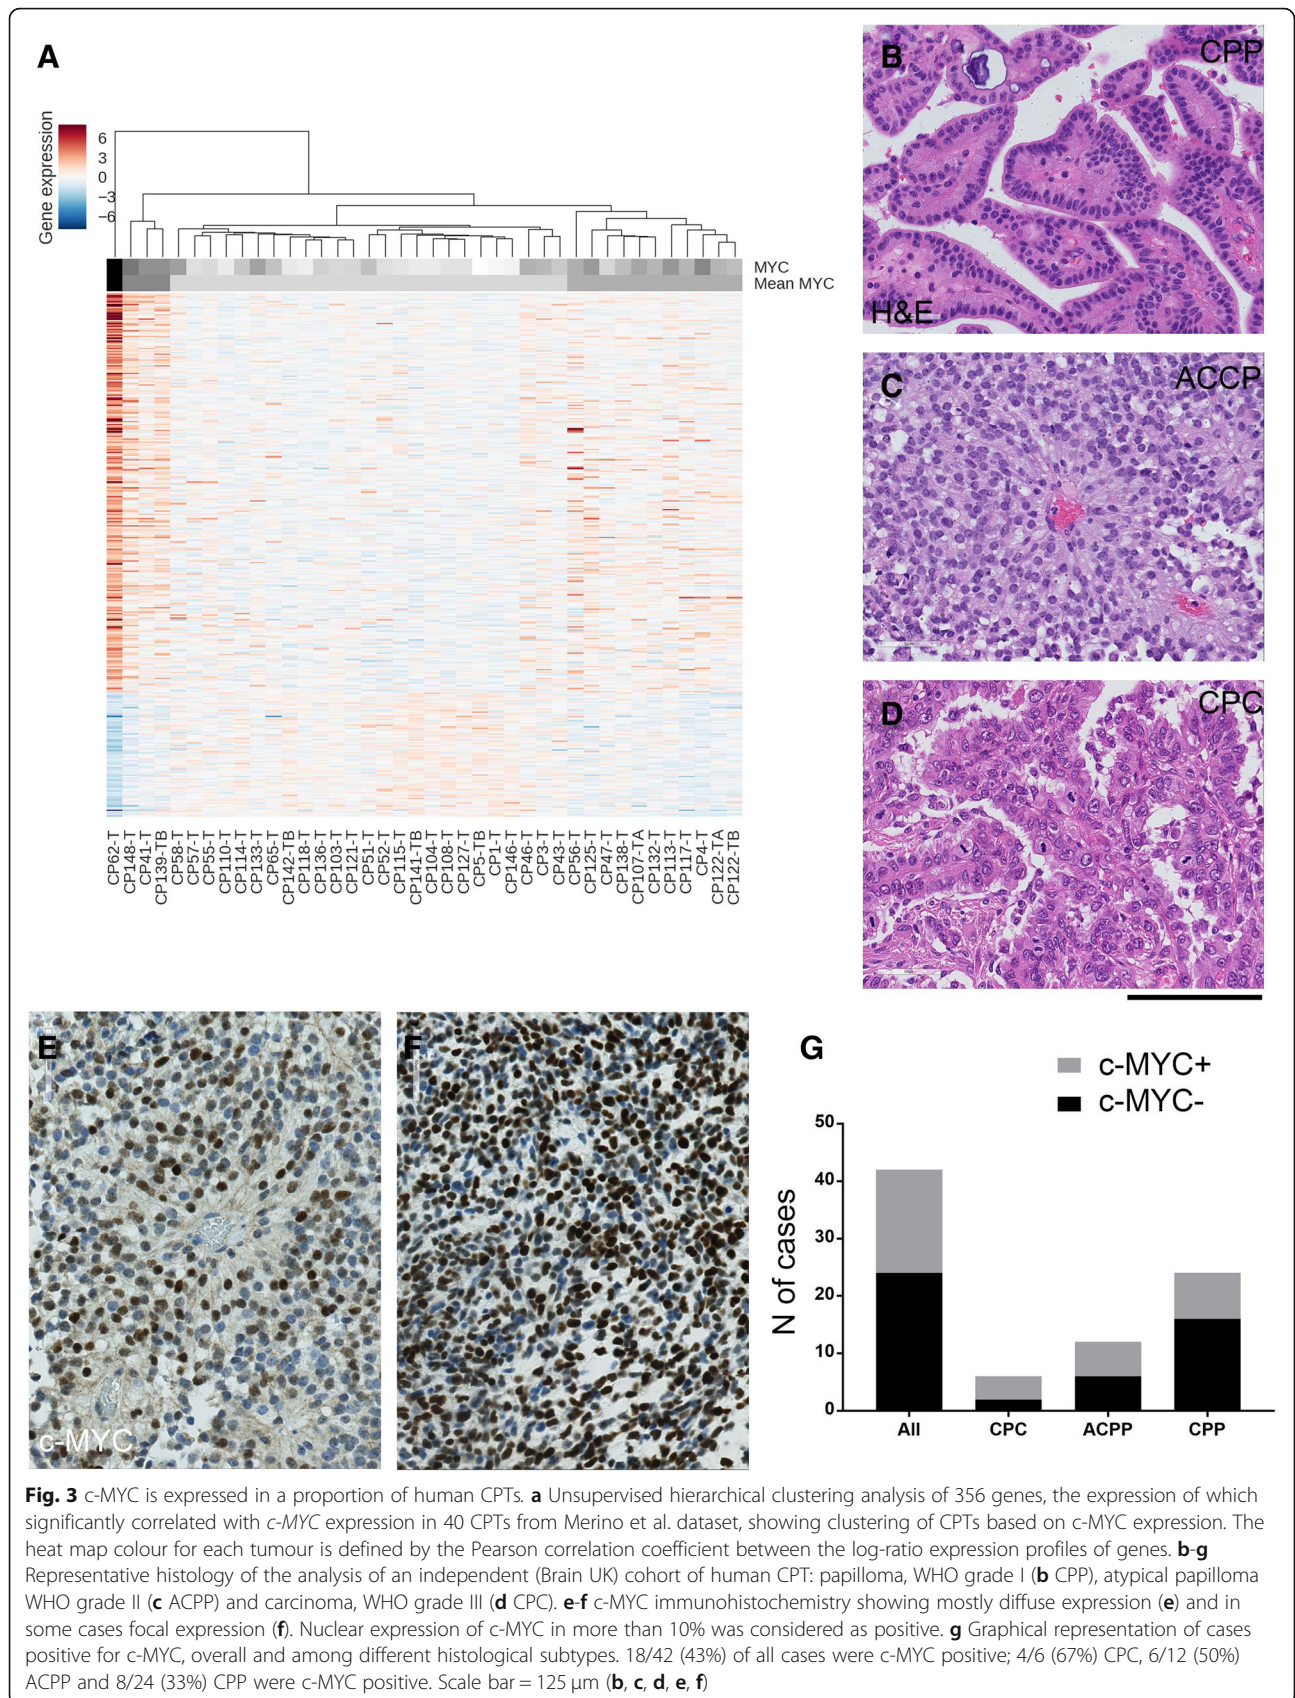 A
Gene expression
6
3
0
−3
−6
MYC
Mean MYC
CP62-T
CP148-T
CP41-T
CP139-TB
CP58-T
CP57-T
CP55-T
CP110-T
CP114-T
CP133-T
CP65-T
CP142-TB
CP118-T
CP136-T
CP103-T
CP121-T
CP51-T
CP52-T
CP115-T
CP141-TB
CP104-T
CP108-T
CP127-T
CP5-TB
CP1-T
CP146-T
CP46-T
CP3-T
CP43-T
CP56-T
CP125-T
CP47-T
CP138-T
CP107-TA
CP132-T
CP113-T
CP117-T
CP4-T
CP122-TA
CP122-TB
B
CPP
H&E
C
ACCP
D
CPC
E
c-MYC
F
G
c-MYC+
c-MYC-
N of cases
50
40
30
20
10
0
All
CPC
ACPP
CPP
Fig. 3 c-MYC is expressed in a proportion of human CPTs. a Unsupervised hierarchical clustering analysis of 356 genes, the expression of which
significantly correlated with c-MYC expression in 40 CPTs from Merino et al. dataset, showing clustering of CPTs based on c-MYC expression. The
heat map colour for each tumour is defined by the Pearson correlation coefficient between the log-ratio expression profiles of genes. b-g
Representative histology of the analysis of an independent (Brain UK) cohort of human CPT: papilloma, WHO grade I (b CPP), atypical papilloma
WHO grade II (c ACPP) and carcinoma, WHO grade III (d CPC). e-f c-MYC immunohistochemistry showing mostly diffuse expression (e) and in
some cases focal expression (f). Nuclear expression of c-MYC in more than 10% was considered as positive. g Graphical representation of cases
positive for c-MYC, overall and among different histological subtypes. 18/42 (43%) of all cases were c-MYC positive; 4/6 (67%) CPC, 6/12 (50%)
ACPP and 8/24 (33%) CPP were c-MYC positive. Scale bar = 125 μm (b, c, d, e, f)